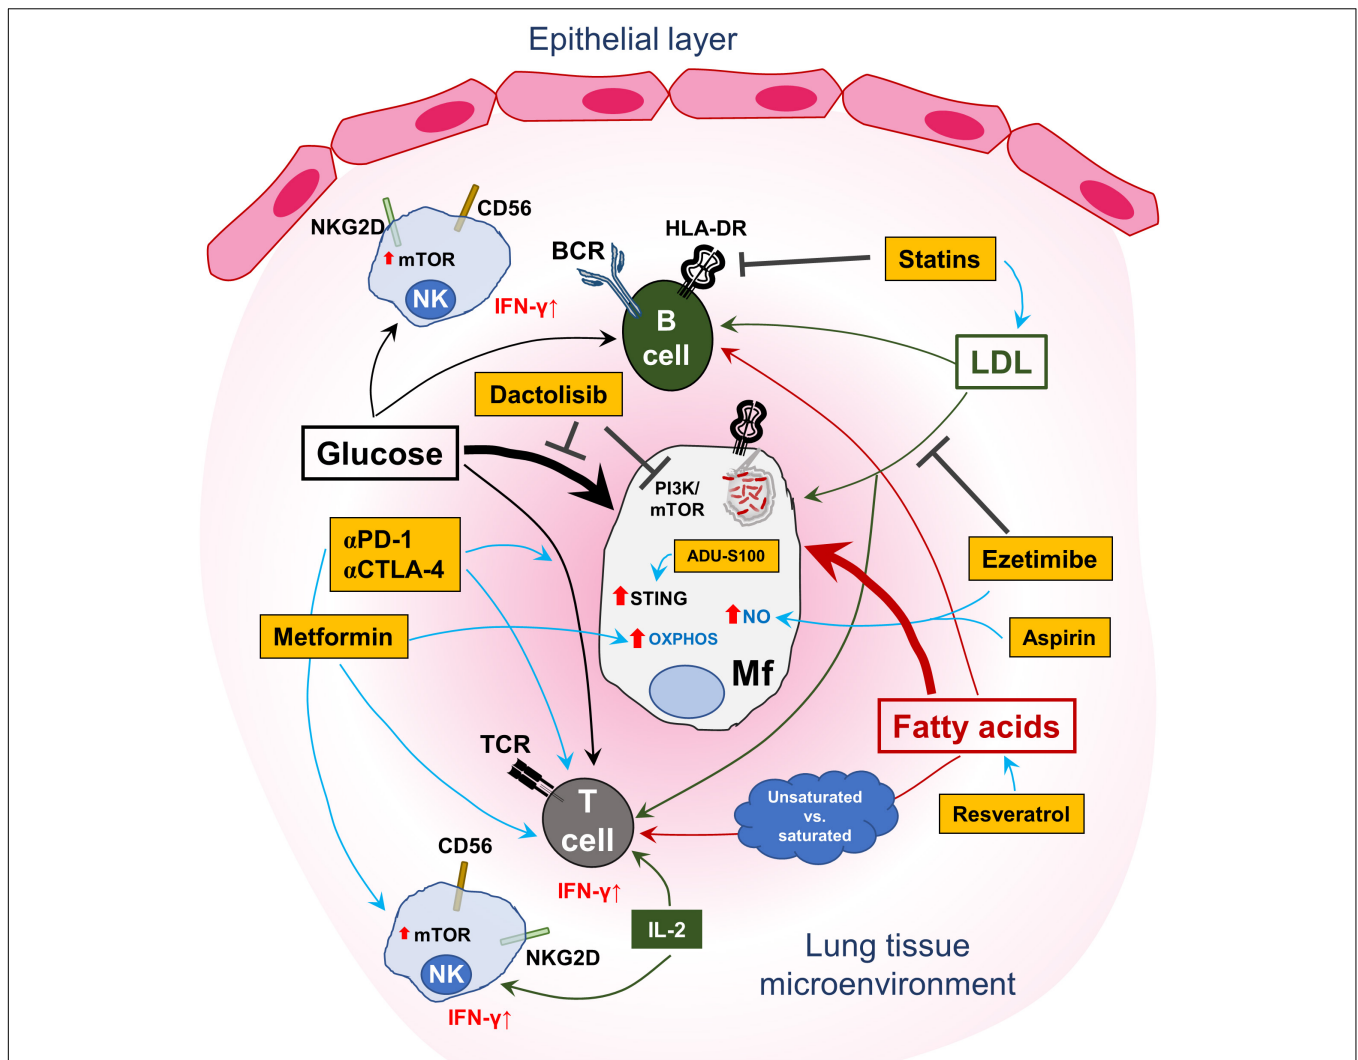 Epithelial layer
NKG2D
CD56
mTOR
NK
IFN-γ↑
BCR
HLA-DR
B
cell
Statins
LDL
Dactolisib
Glucose
PI3K/
mTOR
αPD-1
αCTLA-4
ADU-S100
STING
NO
OXPHOS
Mf
Ezetimibe
Metformin
Aspirin
Fatty acids
TCR
T
cell
Unsaturated
vs.
saturated
Resveratrol
CD56
IFN-γ↑
IL-2
mTOR
NKG2D
NK
IFN-γ↑
Lung tissue
microenvironment